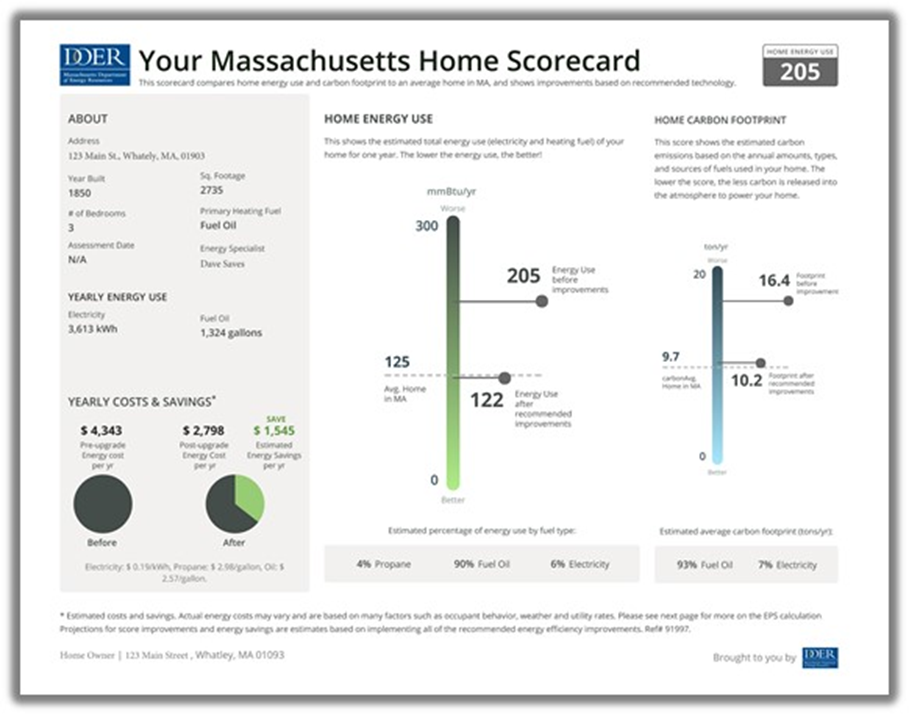 DOER
Massachusetts Department
of Energy Resources
Your Massachusetts Home Scorecard
This scorecard compares home energy use and carbon footprint to an average home in MA, and shows improvements based on recommended technology.
HOME ENERGY USE
205
ABOUT
Address
123 Main St., Whately, MA, 01903
Year Built
1850
Sq. Footage
2735
# of Bedrooms
3
Primary Heating Fuel
Fuel Oil
Assessment Date
N/A
Energy Specialist
Dave Saves
YEARLY ENERGY USE
Electricity
3,613 kWh
Fuel Oil
1,324 gallons
YEARLY COSTS & SAVINGS*
$ 4,343
Pre-upgrade
Energy cost
per yr
$ 2,798
Post-upgrade
Energy Cost
per yr
SAVE
$ 1,545
Estimated
Energy Savings
per yr
Before
After
Electricity: $ 0.19/kWh, Propane: $ 2.98/gallon, Oil: $
2.57/gallon.
HOME ENERGY USE
This shows the estimated total energy use (electricity and heating fuel) of your
home for one year. The lower the energy use, the better!
mmBtu/yr
Worse
300
205
Energy Use
before
improvements
125
Avg. Home
in MA
122
Energy Use
after
recommended
improvements
0
Better
Estimated percentage of energy use by fuel type:
4% Propane 90% Fuel Oil 6% Electricity
HOME CARBON FOOTPRINT
This score shows the estimated carbon
emissions based on the annual amounts, types,
and sources of fuels used in your home. The
lower the score, the less carbon is released into
the atmosphere to power your home.
ton/yr
Worse
20
16.4
Footprint
before
improvement
9.7
carbonAvg.
Home in MA
10.2
Footprint after
recommended
improvements
0
Better
Estimated average carbon footprint (tons/yr):
93% Fuel Oil 7% Electricity
* Estimated costs and savings. Actual energy costs may vary and are based on many factors such as occupant behavior, weather and utility rates. Please see next page for more on the EPS calculation
Projections for score improvements and energy savings are estimates based on implementing all of the recommended energy efficiency improvements. Ref# 91997.
Home Owner | 123 Main Street , Whatley, MA 01093
Brought to you by
DOER